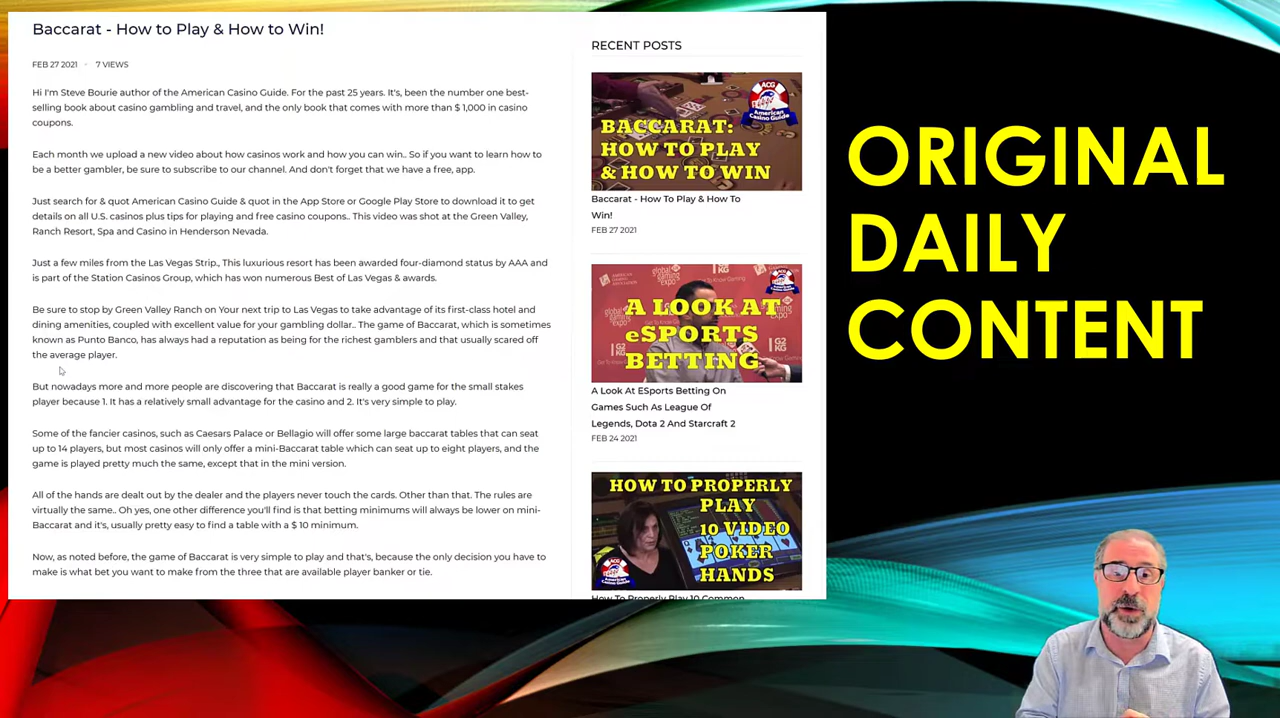 Baccarat - How to Play & How to Win!
FEB 27 2021 - 7 VIEWS
Hi I'm Steve Bourie author of the American Casino Guide. For the past 25 years. It's, been the number one best-
selling book about casino gambling and travel, and the only book that comes with more than $ 1,000 in casino
coupons.
Each month we upload a new video about how casinos work and how you can win.. So if you want to learn how to
be a better gambler, be sure to subscribe to our channel. And don't forget that we have a free, app.
Just search for & quot American Casino Guide & quot in the App Store or Google Play Store to download it to get
details on all U.S. casinos plus tips for playing and free casino coupons.. This video was shot at the Green Valley,
Ranch Resort, Spa and Casino in Henderson Nevada.
Just a few miles from the Las Vegas Strip., This luxurious resort has been awarded four-diamond status by AAA and
is part of the Station Casinos Group, which has won numerous Best of Las Vegas & awards.
Be sure to stop by Green Valley Ranch on Your next trip to Las Vegas to take advantage of its first-class hotel and
dining amenities, coupled with excellent value for your gambling dollar.. The game of Baccarat, which is sometimes
known as Punto Banco, has always had a reputation as being for the richest gamblers and that usually scared off
the average player.
But nowadays more and more people are discovering that Baccarat is really a good game for the small stakes
player because 1. It has a relatively small advantage for the casino and 2. It's very simple to play.
Some of the fancier casinos, such as Caesars Palace or Bellagio will offer some large baccarat tables that can seat
up to 14 players, but most casinos will only offer a mini-Baccarat table which can seat up to eight players, and the
game is played pretty much the same, except that in the mini version.
All of the hands are dealt out by the dealer and the players never touch the cards. Other than that. The rules are
virtually the same.. Oh yes, one other difference you'll find is that betting minimums will always be lower on mini-
Baccarat and it's, usually pretty easy to find a table with a $ 10 minimum.
Now, as noted before, the game of Baccarat is very simple to play and that's, because the only decision you have to
make is what bet you want to make from the three that are available player banker or tie.
RECENT POSTS
ACG
American
Casino Guide
BACCARAT:
HOW TO PLAY
& HOW TO WIN
Baccarat - How To Play & How To
Win!
FEB 27 2021
A LOOK AT
eSPORTS
BETTING
A Look At ESports Betting On
Games Such As League Of
Legends, Dota 2 And Starcraft 2
FEB 24 2021
HOW TO PROPERLY
PLAY
10 VIDEO
POKER
HANDS
How To Properly Play 10 Common
ORIGINAL
DAILY
CONTENT